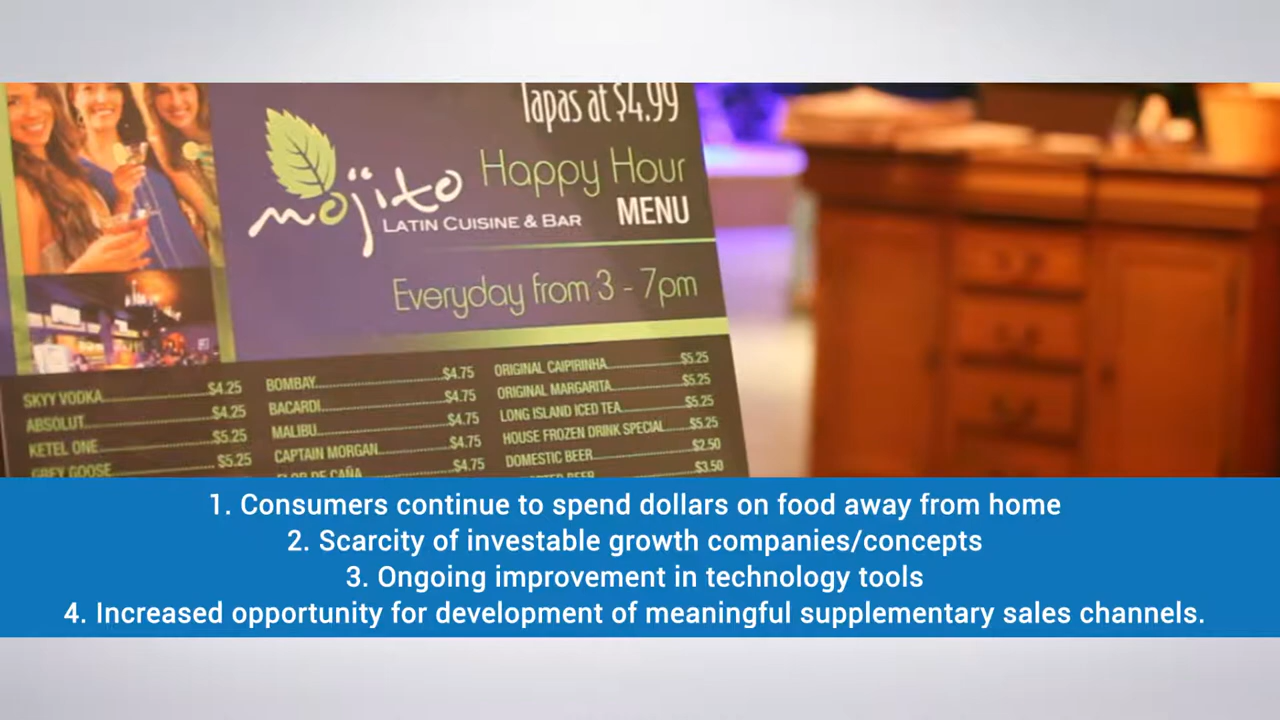 Tapas at $4.99
mojito
LATIN CUISINE & BAR
Happy Hour
MENU
Everyday from 3 - 7pm
SKYY VODKA $4.25
ABSOLUT $4.25
KETEL ONE $5.25
GREY GOOSE $5.25
BOMBAY $4.75
BACARDI $4.75
MALIBU $4.75
CAPTAIN MORGAN $4.75
FLOR DE CAÑA $4.75
ORIGINAL CAIPIRINHA $5.25
ORIGINAL MARGARITA $5.25
LONG ISLAND ICED TEA $5.25
HOUSE FROZEN DRINK SPECIAL $5.25
DOMESTIC BEER $2.50
BEER $3.50
1. Consumers continue to spend dollars on food away from home
2. Scarcity of investable growth companies/concepts
3. Ongoing improvement in technology tools
4. Increased opportunity for development of meaningful supplementary sales channels.